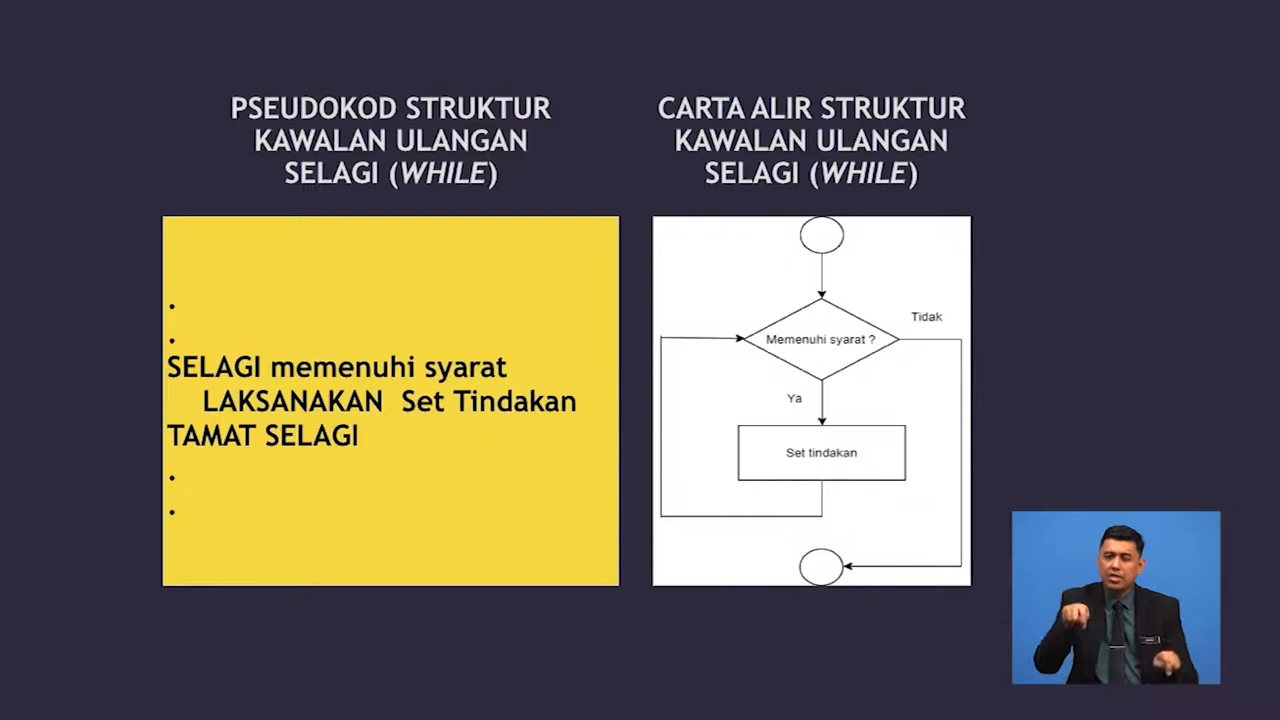 PSEUDOKOD STRUKTUR
KAWALAN ULANGAN
SELAGI (WHILE)
CARTA ALIR STRUKTUR
KAWALAN ULANGAN
SELAGI (WHILE)
.
.
SELAGI memenuhi syarat
LAKSANAKAN Set Tindakan
TAMAT SELAGI
.
.
Tidak
Memenuhi syarat ?
Ya
Set tindakan